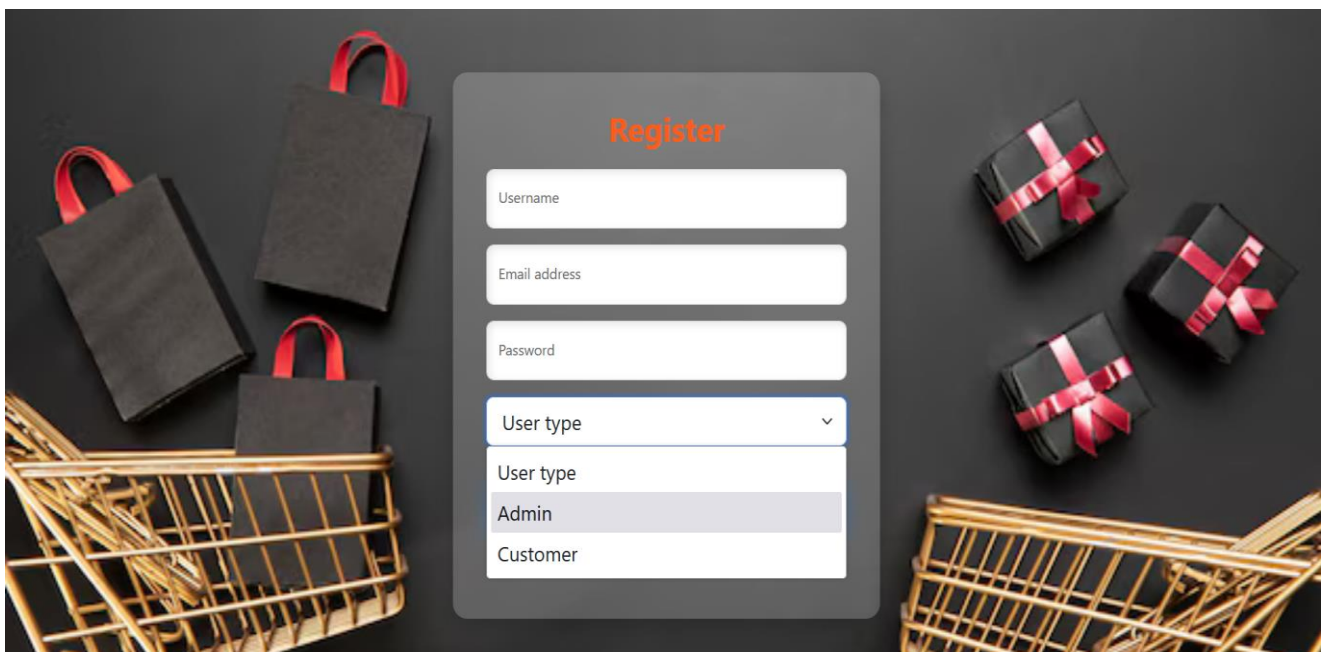 Register
Username
Email address
Password
User type
User type
Admin
Customer